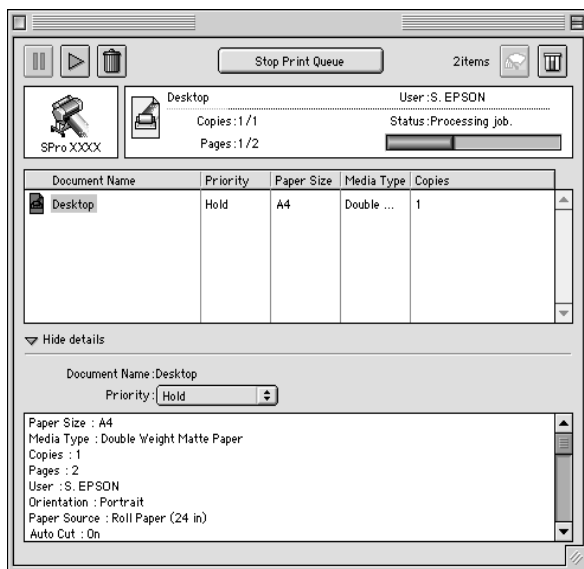 Stop Print Queue
2items
SPro XXXX
Desktop
User :S. EPSON
Copies:1/1
Status:Processing job.
Pages:1/2
Document Name Priority Paper Size Media Type Copies
Desktop Hold A4 Double ... 1
Hide details
Document Name:Desktop
Priority: Hold
Paper Size : A4
Media Type : Double Weight Matte Paper
Copies : 1
Pages : 2
User :S. EPSON
Orientation : Portrait
Paper Source : Roll Paper (24 in)
Auto Cut : On